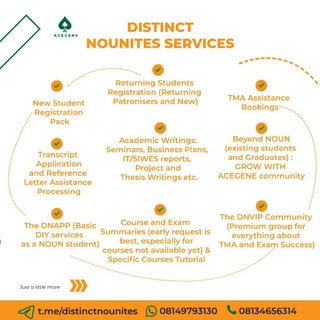 ACEGENE
DISTINCT
NOUNITES SERVICES
New Student
Registration
Pack
Returning Students
Registration (Returning
Patronisers and New)
TMA Assistance
Bookings
Transcript
Application
and Reference
Letter Assistance
Processing
Academic Writings:
Seminars, Business Plans,
IT/SIWES reports,
Project and
Thesis Writings etc.
Beyond NOUN
(existing students
and Graduates) :
GROW WITH
ACEGENE community
The DNAPP (Basic
DIY services
as a NOUN student)
Course and Exam
Summaries (early request is
best, especially for
courses not available yet) &
Specific Courses Tutorial
The DNVIP Community
(Premium group for
everything about
TMA and Exam Success)
Just a little more
t.me/distinctnounites
08149793130
08134656314